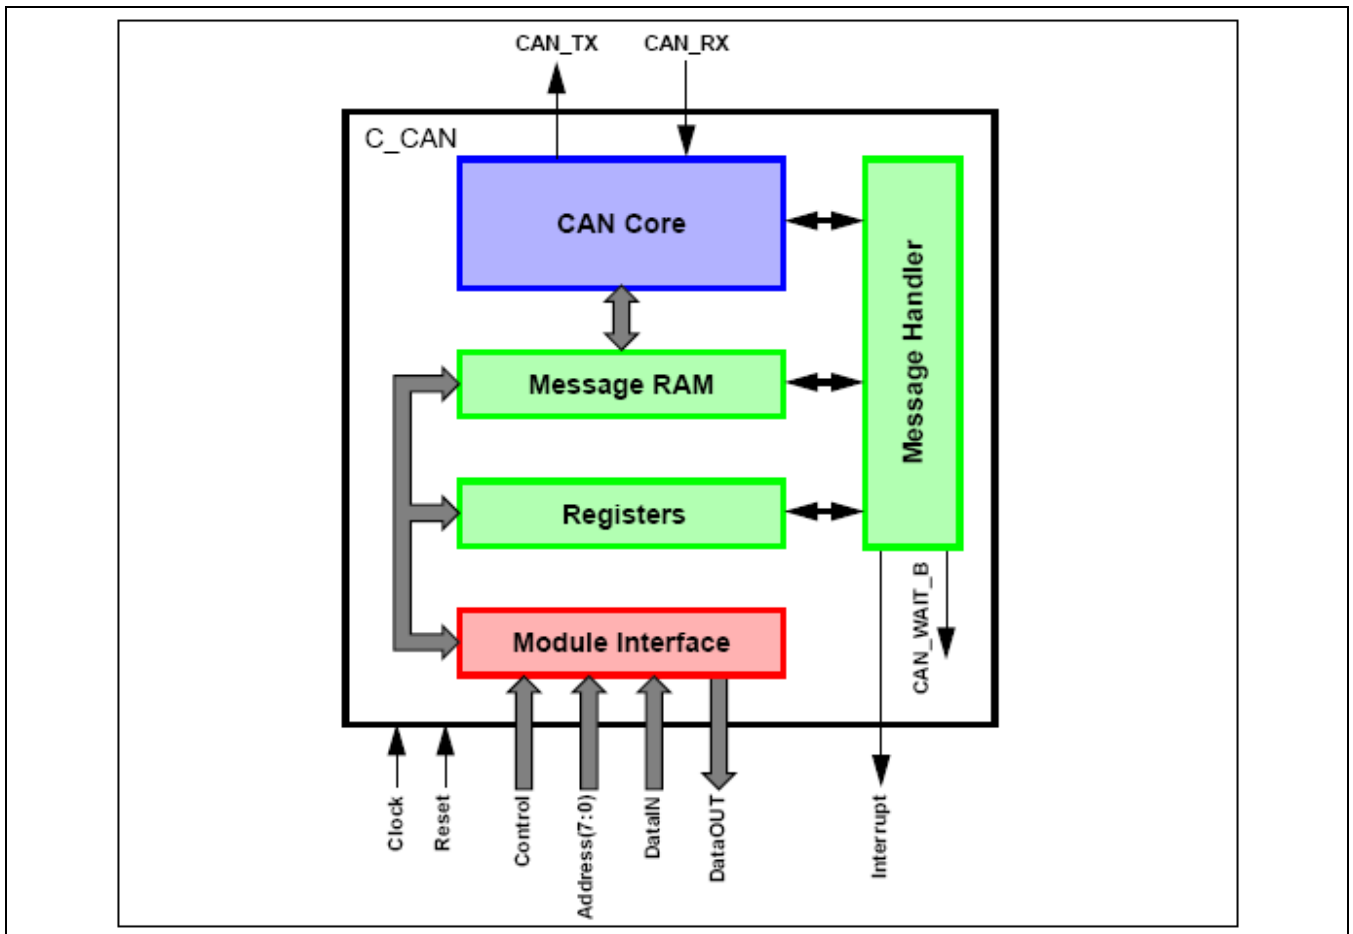 CAN_TX
CAN_RX
C_CAN
CAN Core
Message Handler
Message RAM
Registers
Module Interface
CAN_WAIT_B
Clock
Reset
Control
Address(7:0)
DataIN
DataOUT
Interrupt